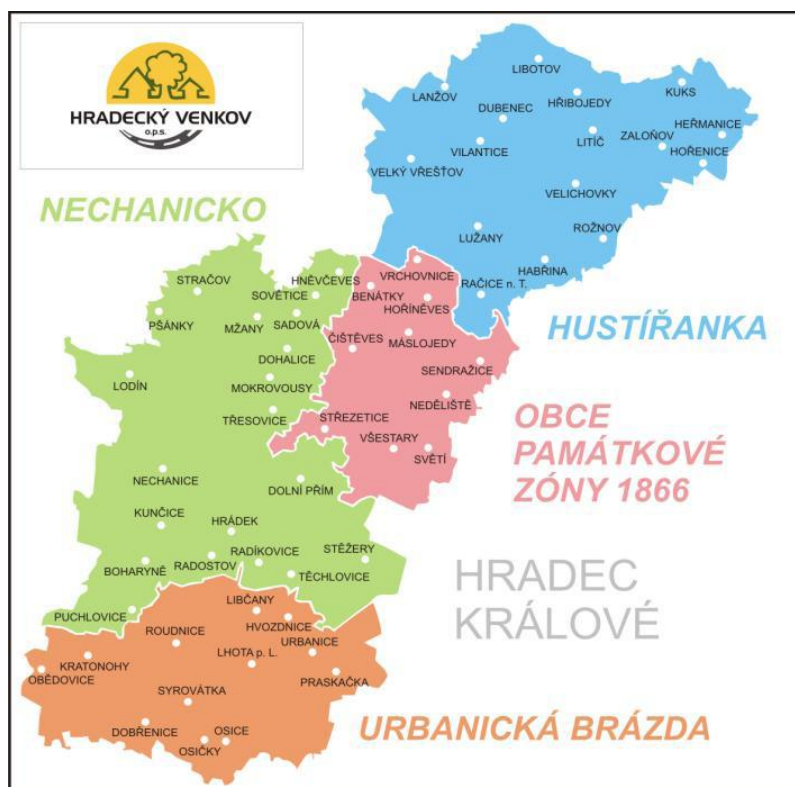 HRADECKÝ VENKOV
o.p.s.
LIBOTOV
LANŽOV
KUKS
HŘIBOJEDY
DUBENEC
HEŘMANICE
LITÍČ
ZALOŇOV
VILANTICE
HOŘENICE
VELKÝ VŘEŠŤOV
VELICHOVKY
NECHANICKO
ROŽNOV
LUŽANY
HABŘINA
VRCHOVNICE
HNĚVČEVES
STRAČOV
RAČICE n. T.
BENÁTKY
SOVĚTICE
HOŘÍNĚVES
PŠÁNKY
MŽANY
SADOVÁ
HUSTÍŘANKA
ČIŠTĚVES
MÁSLOJEDY
DOHALICE
SENDRAŽICE
LODÍN
MOKROVOUSY
NEDĚLIŠTĚ
TŘESOVICE
STŘEZETICE
OBCE
PAMÁTKOVÉ
ZÓNY 1866
VŠESTARY
SVĚTÍ
NECHANICE
DOLNÍ PŘÍM
KUNČICE
HRÁDEK
RADÍKOVICE
STĚŽERY
BOHARYNĚ
RADOSTOV
TĚCHLOVICE
HRADEC
KRÁLOVÉ
LIBČANY
PUCHLOVICE
HVOZDNICE
ROUDNICE
URBANICE
LHOTA p. L.
KRATONOHY
OBĚDOVICE
PRASKAČKA
SYROVÁTKA
DOBŘENICE
OSICE
OSIČKY
URBANICKÁ BRÁZDA